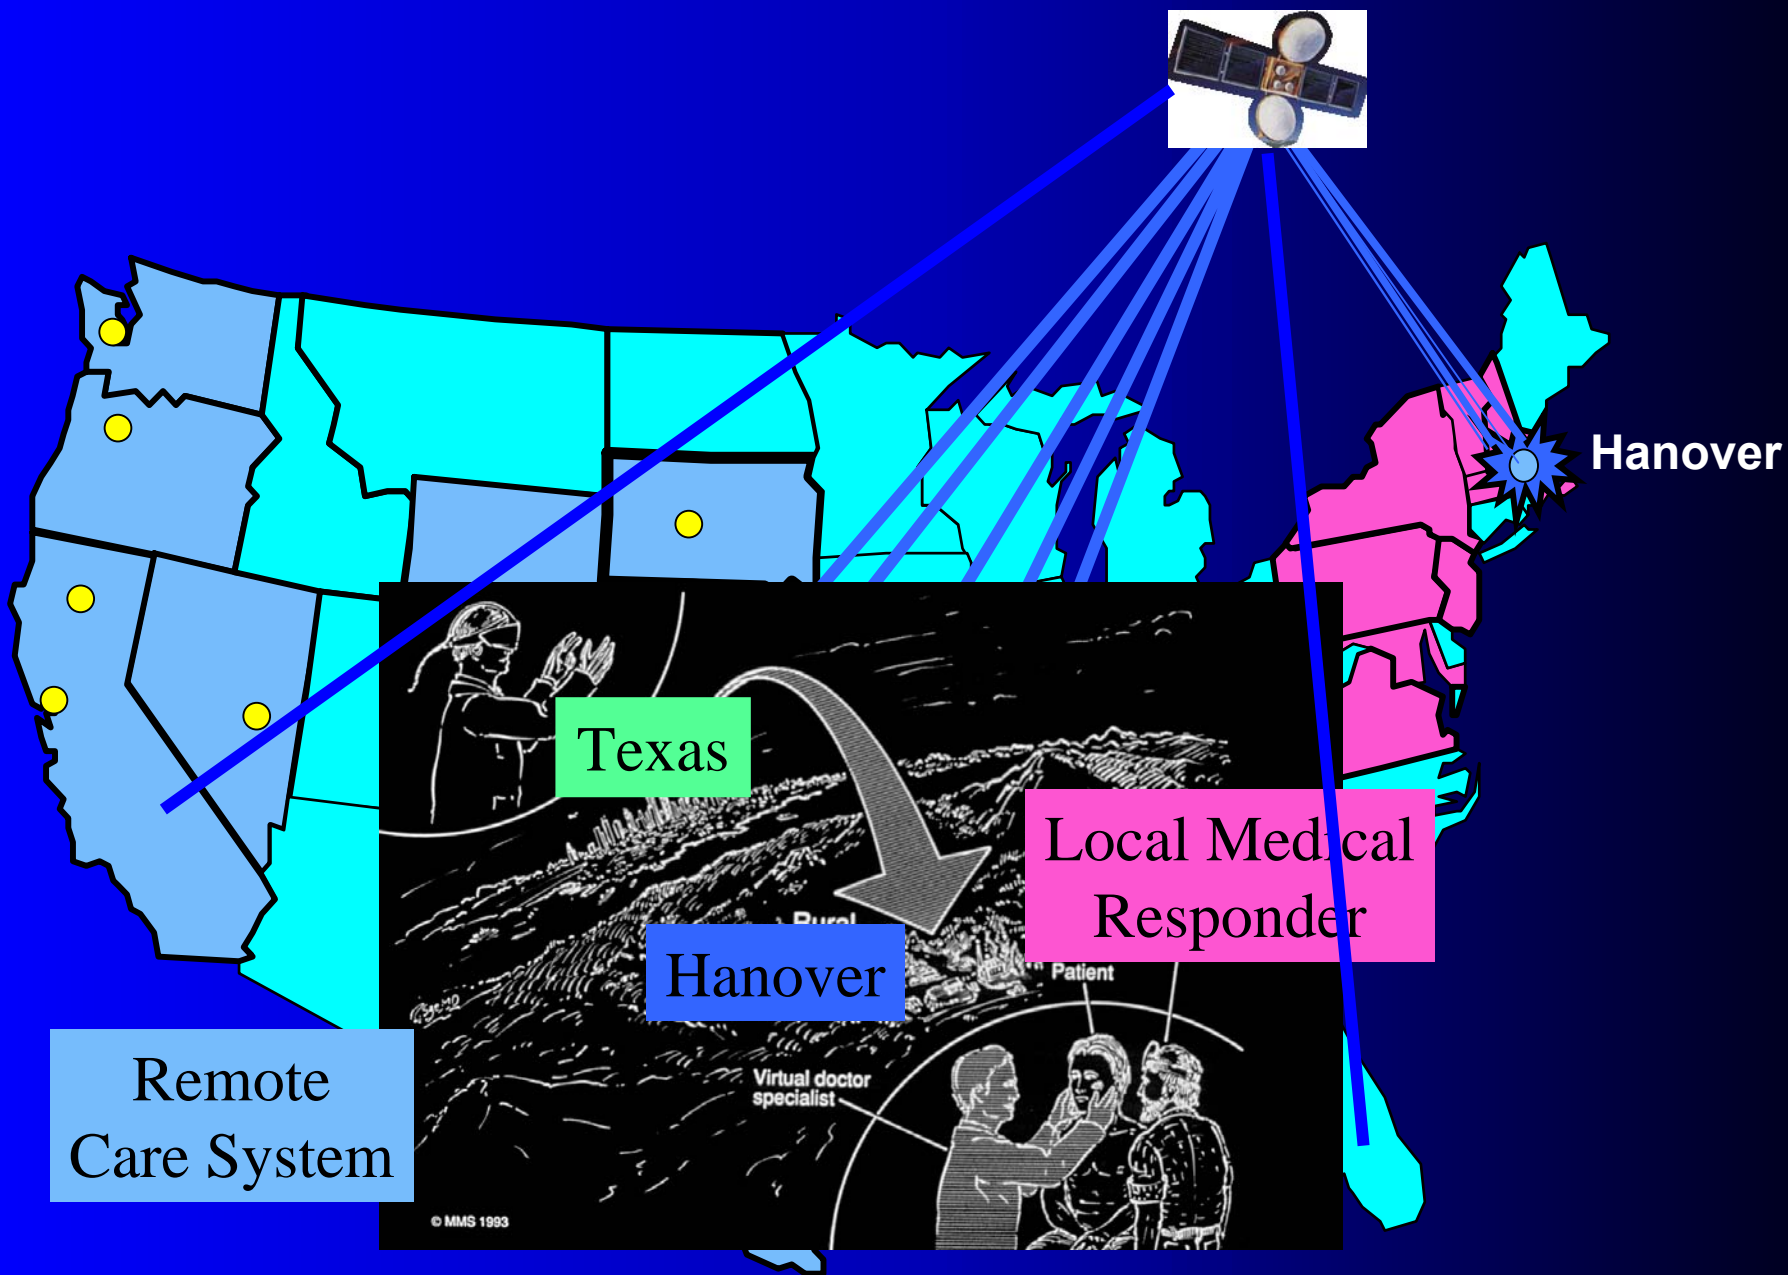 Hanover
Texas
Local Medical
Responder
Rural
Hanover
Patient
Virtual doctor
specialist
Remote
Care System
© MMS 1993